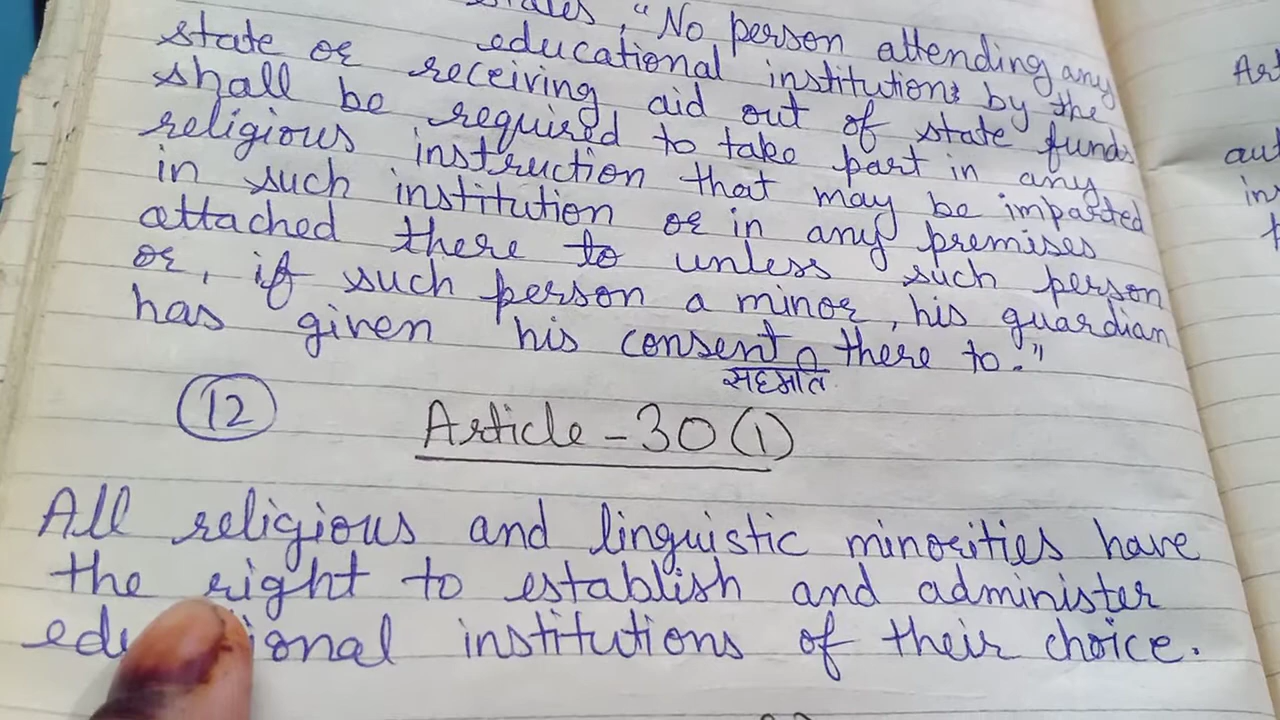 states, "No person attending any
educational institutions by the
state or receiving aid out of state funds
shall be required to take part in any
religious instruction that may be imparted
in such institution or in any premises
attached there to unless such person
or, if such person a minor, his guardian
has given his consent there to."
सहमति
12
Article - 30 (1)
All religious and linguistic minorities have
the right to establish and administer
edu ional institutions of their choice.
Art